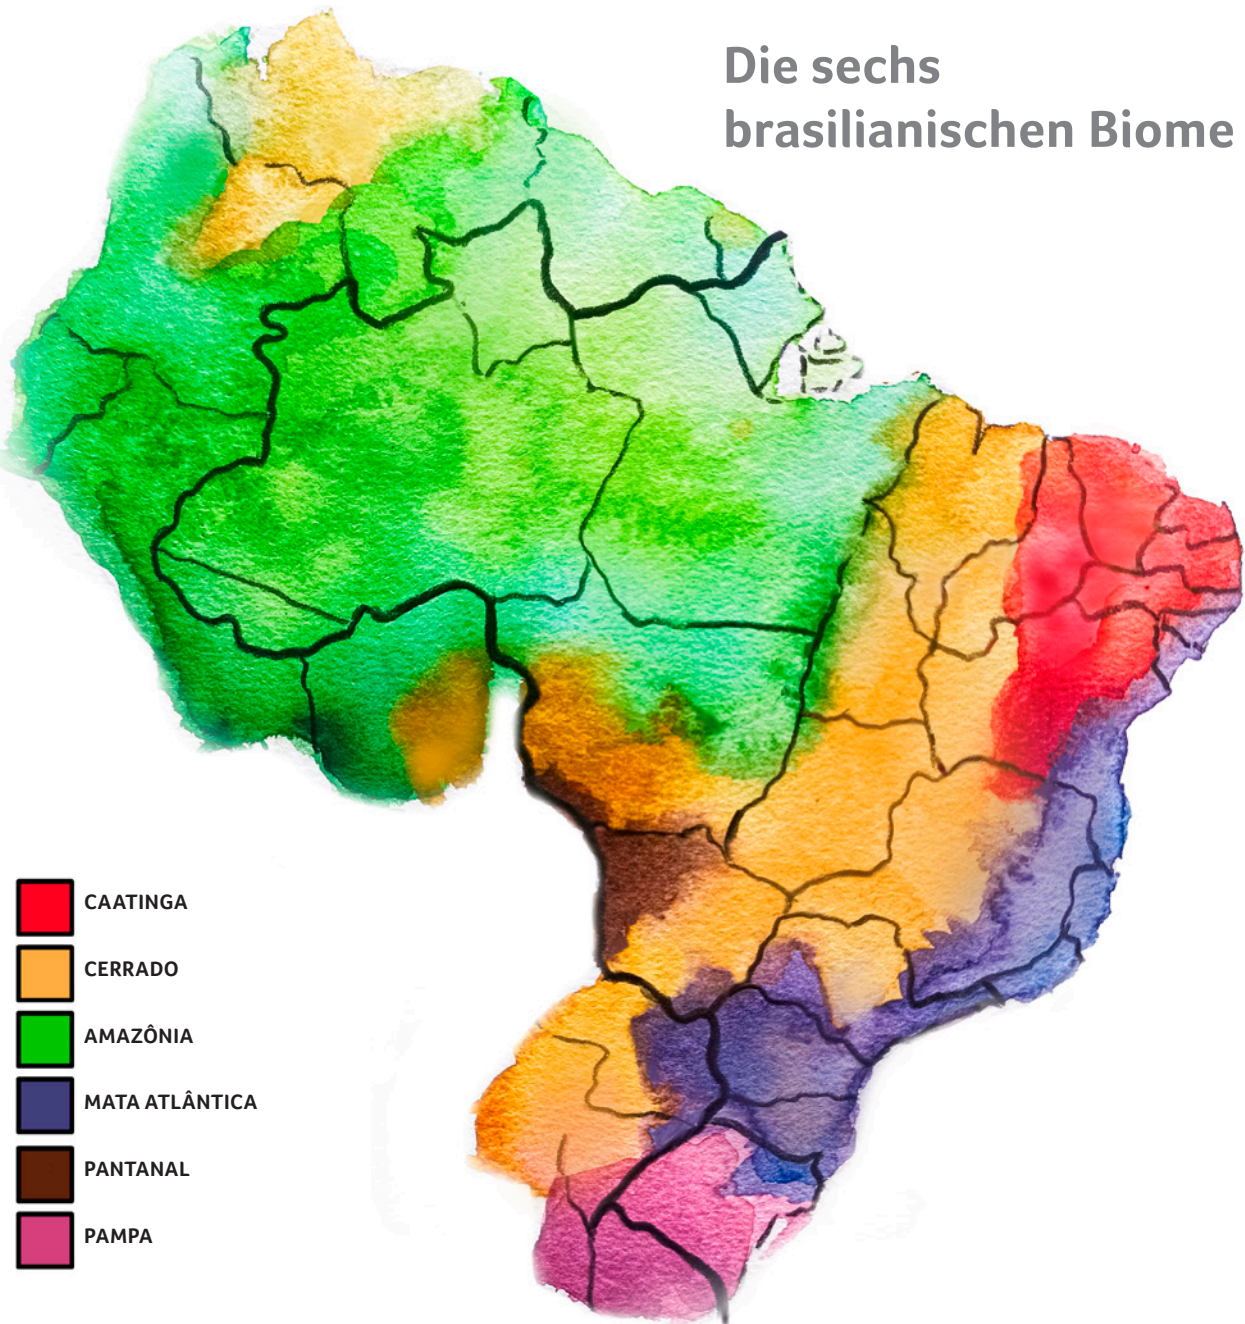 Die sechs
brasilianischen Biome
CAATINGA
CERRADO
AMAZÔNIA
MATA ATLÂNTICA
PANTANAL
PAMPA